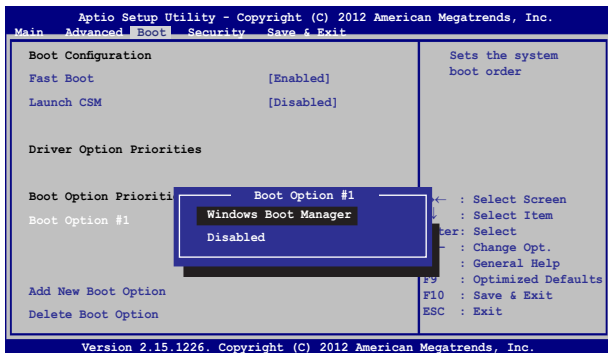 Aptio Setup Utility - Copyright (C) 2012 American Megatrends, Inc.
Main Advanced Boot Security Save & Exit
Boot Configuration
Fast Boot [Enabled]
Launch CSM [Disabled]
Driver Option Priorities
Boot Option Prioriti
Boot Option #1
Boot Option #1
Windows Boot Manager
Disabled
Add New Boot Option
Delete Boot Option
Sets the system
boot order
← : Select Screen
: Select Item
ter: Select
- : Change Opt.
: General Help
F9 : Optimized Defaults
F10 : Save & Exit
ESC : Exit
Version 2.15.1226. Copyright (C) 2012 American Megatrends, Inc.